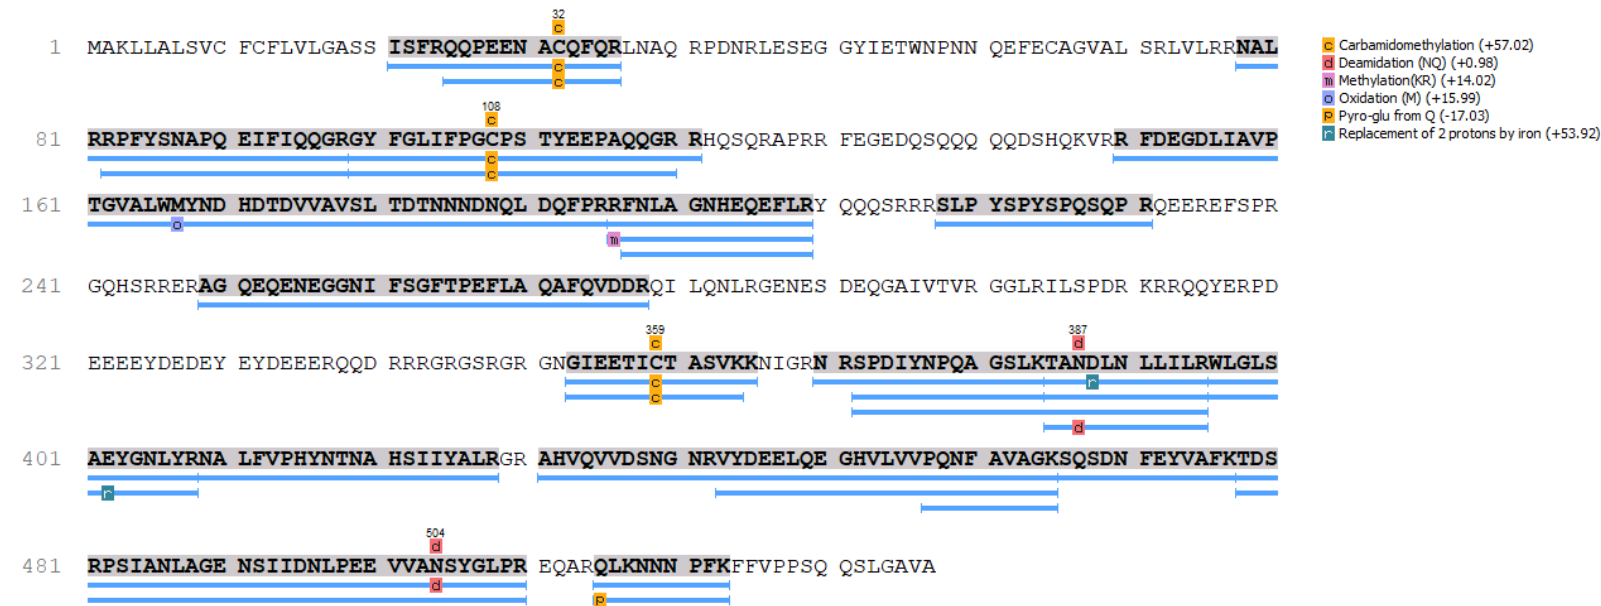 32
c
1 MAKLLALSVC FCFLVLGASS ISFRQQPEEN ACQFQRLNAQ RPDNRLESEG GYIETWNPNN QEFECAGVAL SRLVLRRNAL
c
c
c Carbamidomethylation (+57.02)
d Deamidation (NQ) (+0.98)
m Methylation(KR) (+14.02)
o Oxidation (M) (+15.99)
p Pyro-glu from Q (-17.03)
r Replacement of 2 protons by iron (+53.92)
108
c
81 RRPFYSNAPQ EIFIQQGRGY FGLIFPGCPS TYEEPAQQGR RHQSQRAPRR FEGEDQSQQQ QQDSHQKVRR FDEGDLIAVP
c
c
161 TGVALWMYND HDTDVVAVSL TDTNNNDNQL DQFPRRFNLA GNHEQEFLRY QQQSRRRSLP YSPYSPQSQP RQEEREFSPR
o
m
241 GQHSRRERAG QEQENEGGNI FSGFTPEFLA QAFQVDDRQI LQNLRGENES DEQGAIVTVR GGLRILSPDR KRRQQYERPD
359 387
c d
321 EEEEYDEDEY EYDEEERQQD RRRGRGSRGR GNGIEETICT ASVKKNIGRN RSPDIYNPQA GSLKTANDLN LLILRWLGLS
c r
c
d
401 AEYGNLYRNA LFVPHYNTNA HSIIYALRGR AHVQVVDSNG NRVYDEELQE GHVLVVPQNF AVAGKSQSDN FEYVAFKTDS
r
504
d
481 RPSIANLAGE NSIIDNLPEE VVANSYGLPR EQARQLKNNN PFKFFVPPSQ QSLGAVA
d
p